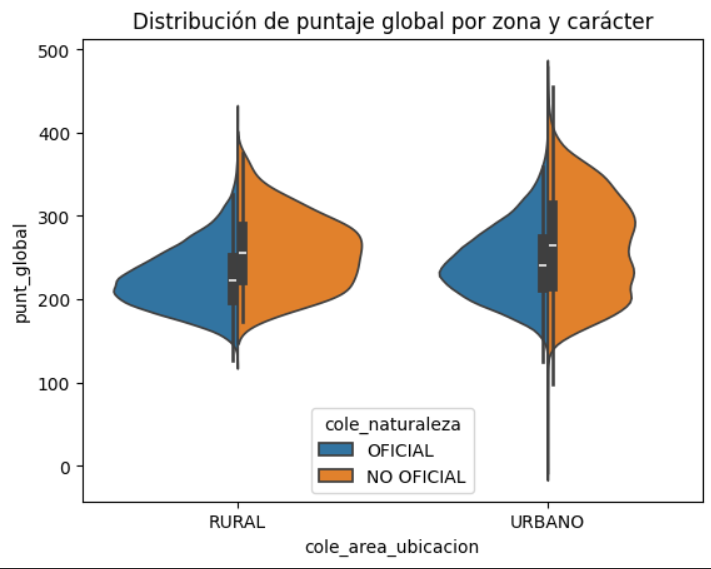 Distribución de puntaje global por zona y carácter
500
400
300
200
100
0
punt_global
cole_naturaleza
OFICIAL
NO OFICIAL
RURAL
URBANO
cole_area_ubicacion